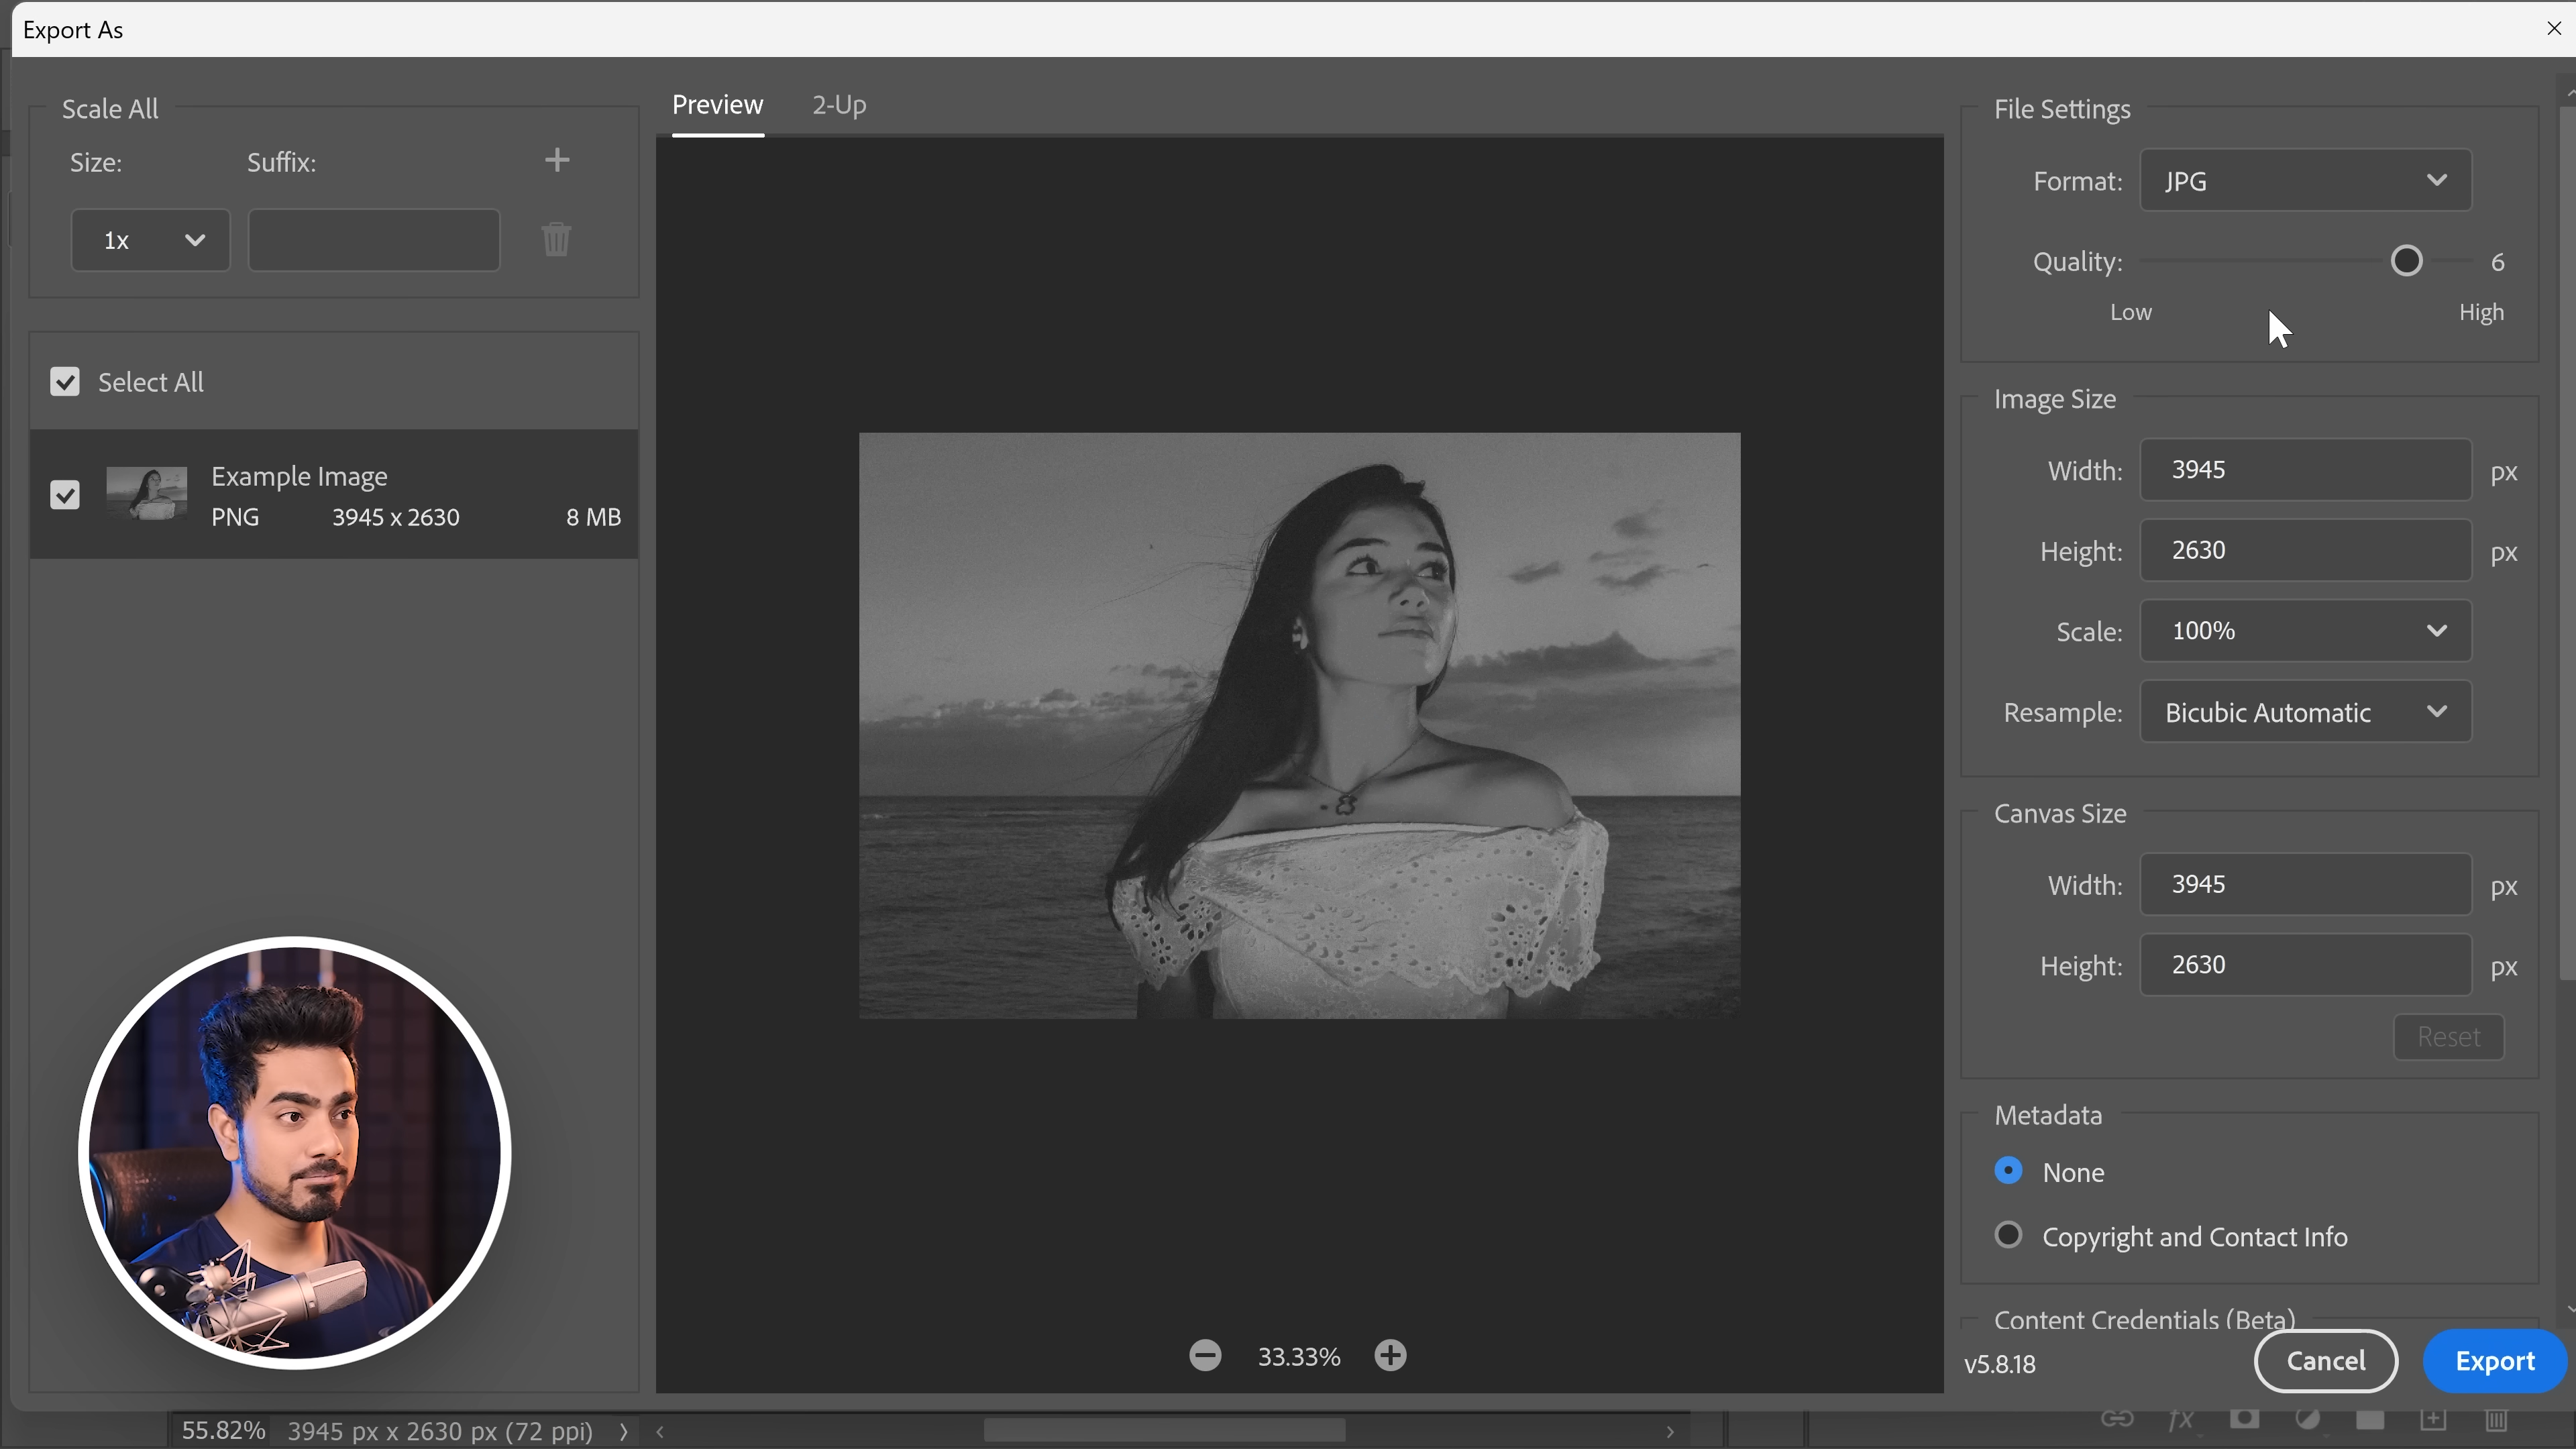 Export As
Scale All
Size:
Suffix:
1x
Select All
Example Image
PNG 3945 x 2630 8 MB
Preview 2-Up
33.33%
File Settings
Format: JPG
Quality: 6
Low High
Image Size
Width: 3945 px
Height: 2630 px
Scale: 100%
Resample: Bicubic Automatic
Canvas Size
Width: 3945 px
Height: 2630 px
Reset
Metadata
None
Copyright and Contact Info
Content Credentials (Beta)
v5.8.18
Cancel
Export
55.82% 3945 px x 2630 px (72 ppi)
fx